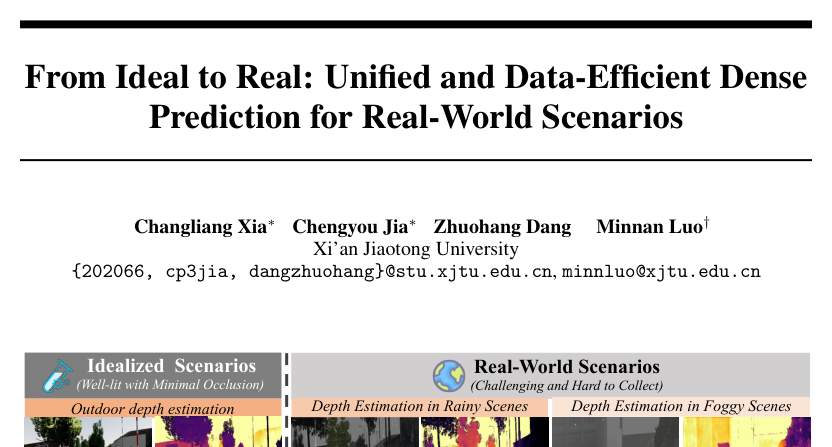 From Ideal to Real: Unified and Data-Efficient Dense
Prediction for Real-World Scenarios
Changliang Xia* Chengyou Jia* Zhuohang Dang Minnan Luo†
Xi'an Jiaotong University
{202066, cp3jia, dangzhuohang}@stu.xjtu.edu.cn, minnluo@xjtu.edu.cn
Idealized Scenarios
(Well-lit with Minimal Occlusion)
Outdoor depth estimation
Real-World Scenarios
(Challenging and Hard to Collect)
Depth Estimation in Rainy Scenes
Depth Estimation in Foggy Scenes